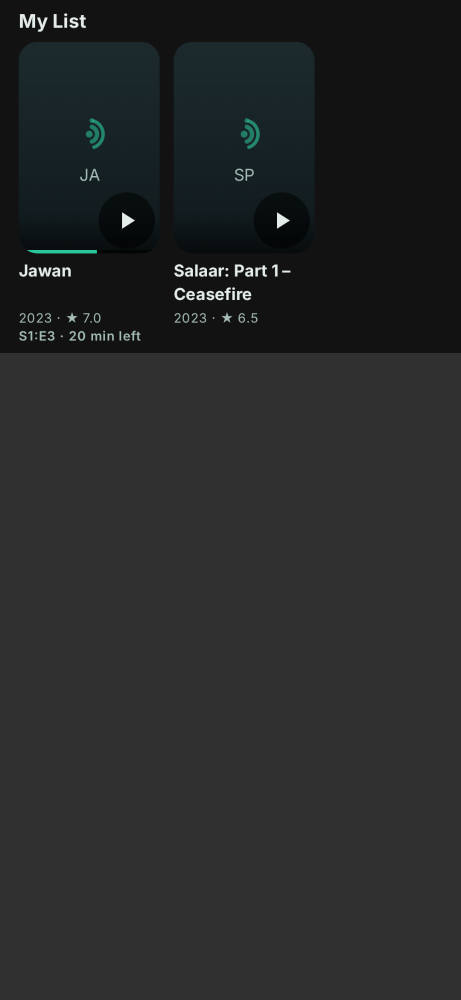 My List
JA
SP
Jawan
2023 · ★ 7.0
S1:E3 · 20 min left
Salaar: Part 1 –
Ceasefire
2023 · ★ 6.5